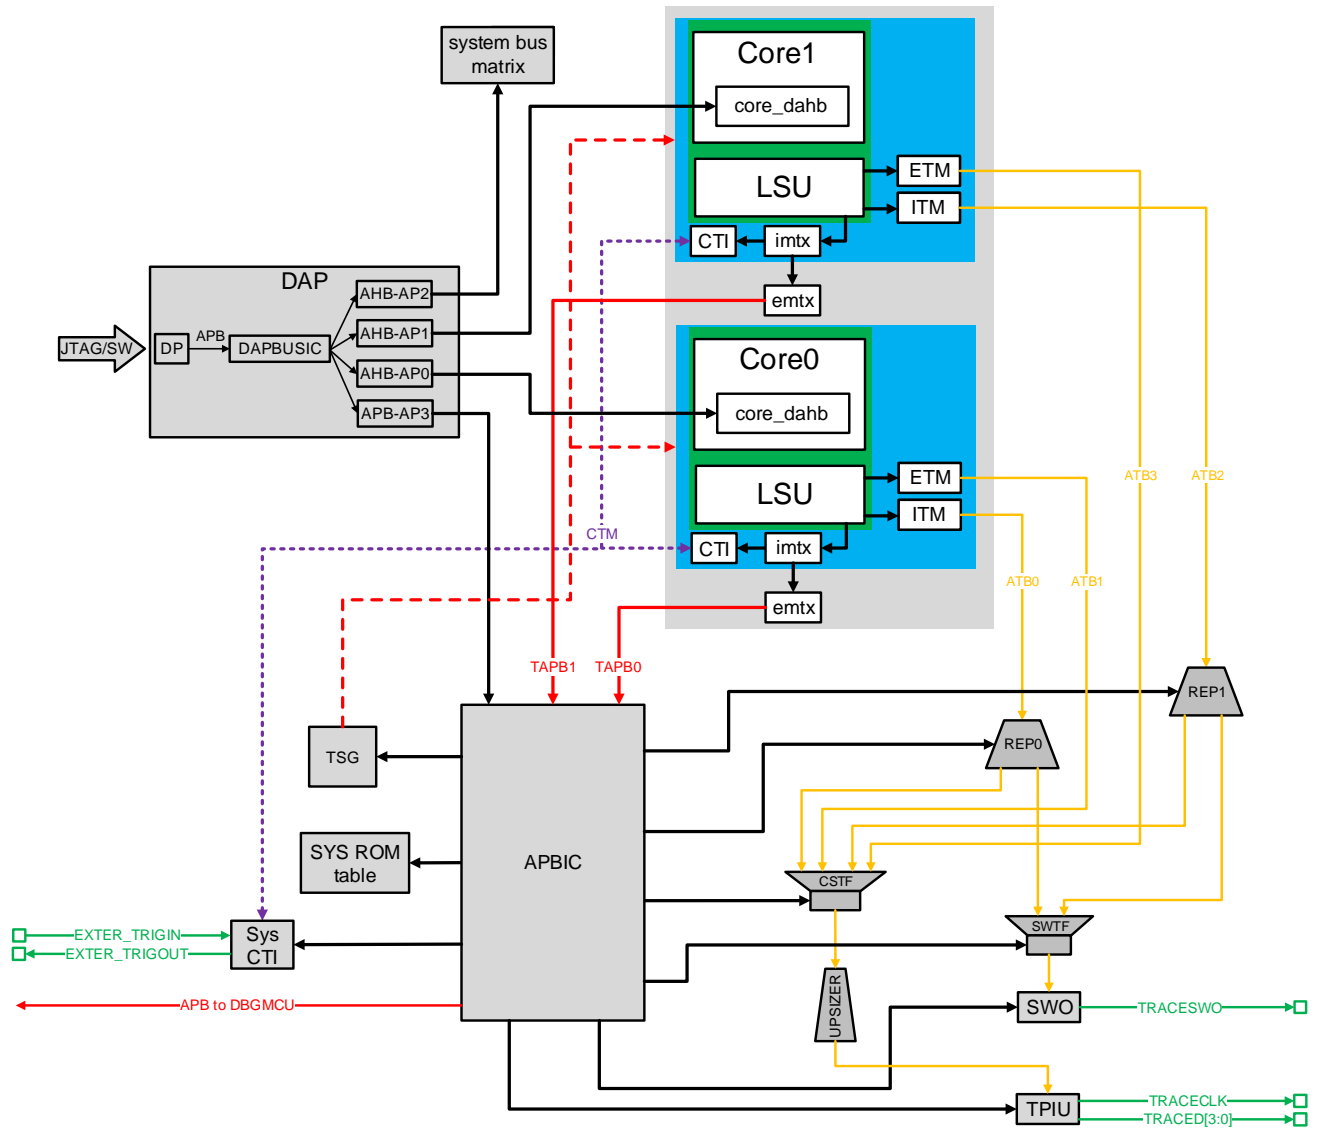 system bus
matrix
Core1
core_dahb
LSU
ETM
ITM
CTI
imtx
emtx
DAP
AHB-AP2
AHB-AP1
AHB-AP0
APB-AP3
JTAG/SW
DP
APB
DAPBUSIC
Core0
core_dahb
LSU
ETM
ITM
CTI
imtx
emtx
CTM
ATB3
ATB2
ATB0
ATB1
TAPB1
TAPB0
REP1
REP0
TSG
SYS ROM
table
APBIC
CSTF
SWTF
Sys
CTI
EXTER_TRIGIN
EXTER_TRIGOUT
APB to DBGMCU
UPSIZER
SWO
TRACESWO
TPIU
TRACECLK
TRACED[3:0]